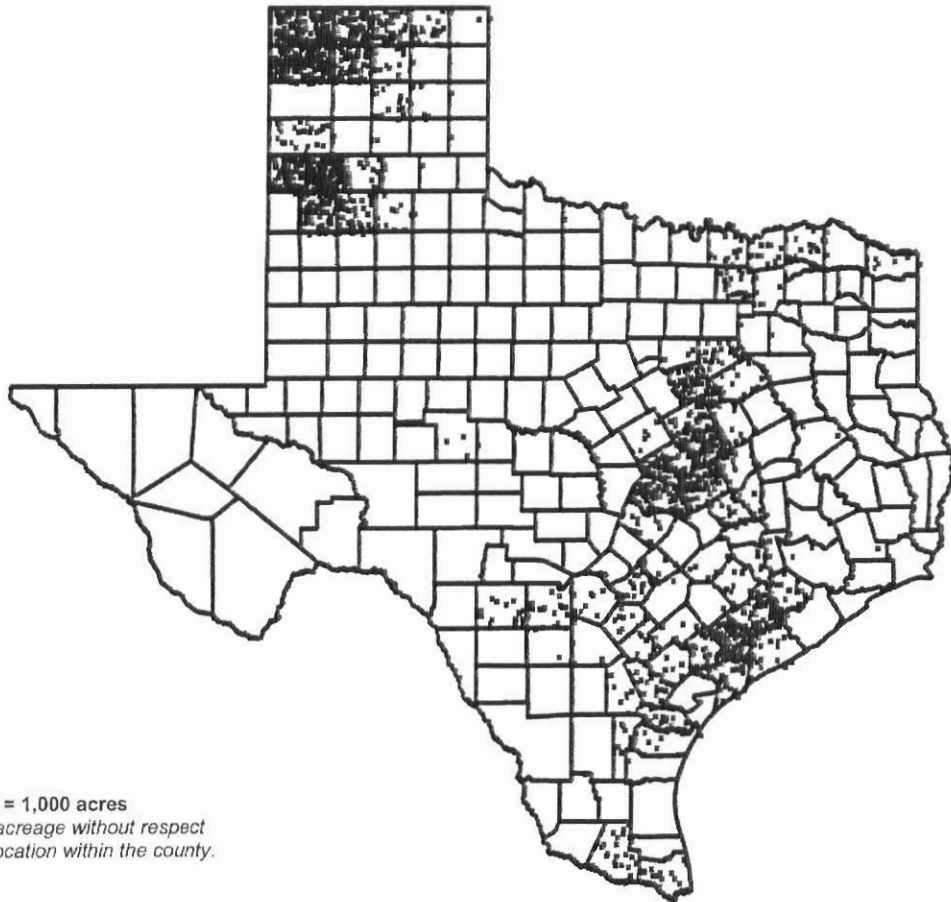 = 1,000 acres
acreage without respect
ocation within the county.